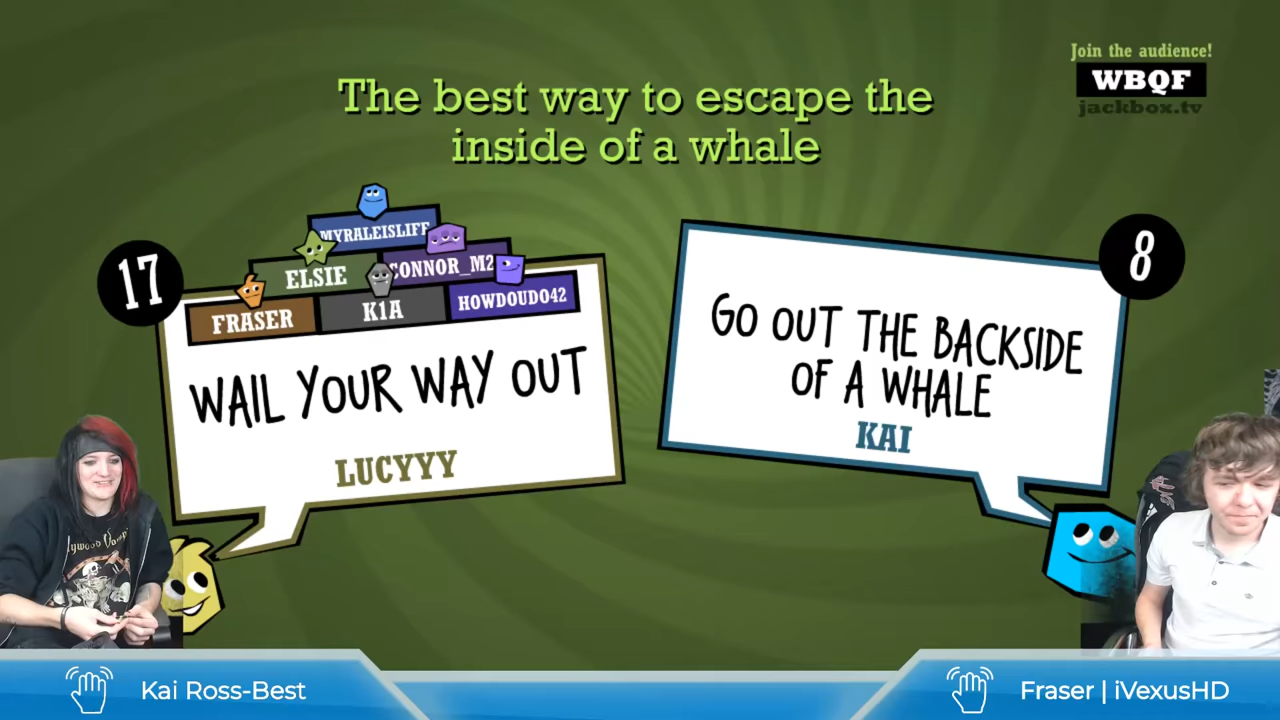 Join the audience!
WBQF
jackbox.tv
The best way to escape the
inside of a whale
17
MYRALEISLIFF
ELSIE
CONNOR_M2
FRASER
K1A
HOWDOUDO42
WAIL YOUR WAY OUT
LUCYYY
8
GO OUT THE BACKSIDE
OF A WHALE
KAI
Kai Ross-Best
Fraser | iVexusHD